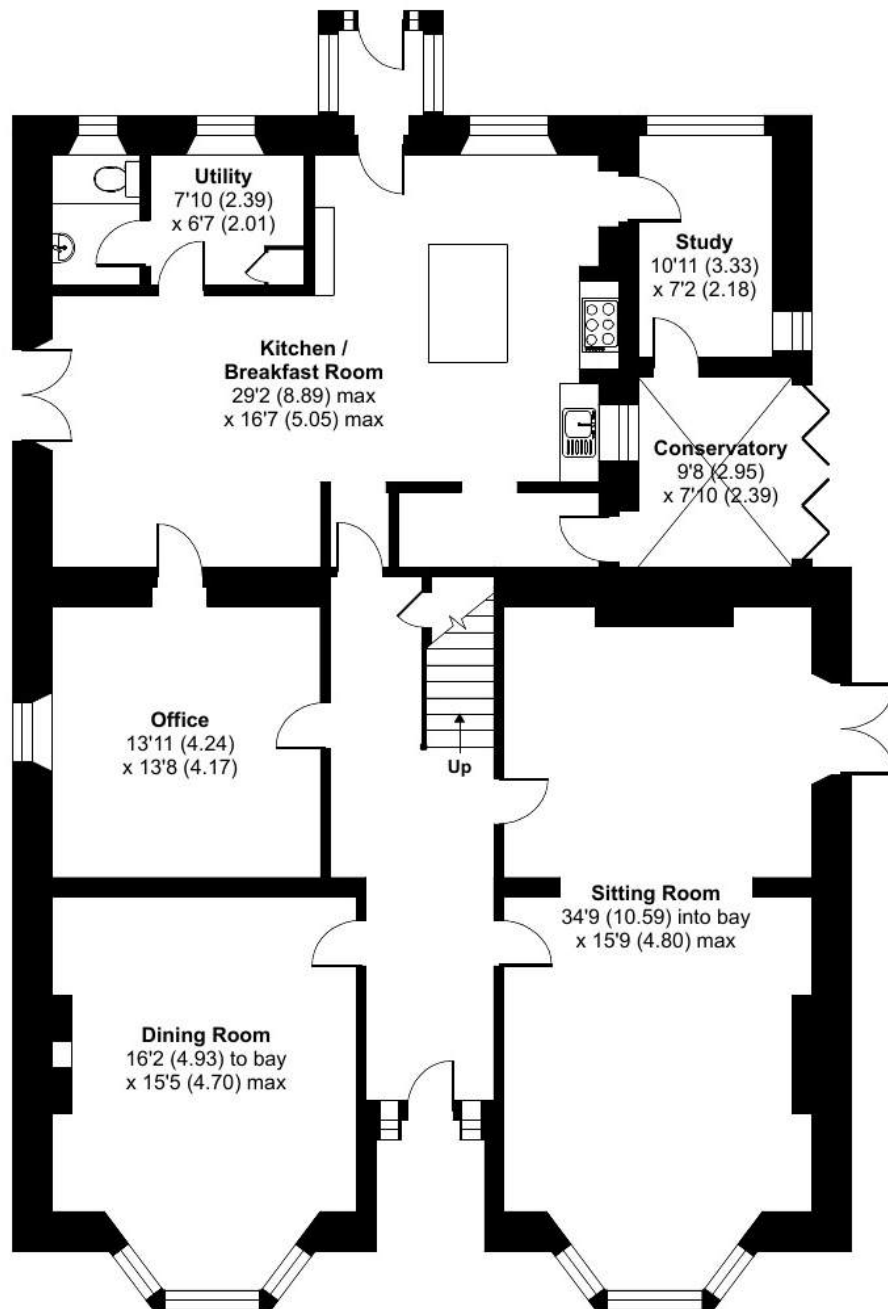 Utility
7'10 (2.39)
x 6'7 (2.01)
Study
10'11 (3.33)
x 7'2 (2.18)
Kitchen /
Breakfast Room
29'2 (8.89) max
x 16'7 (5.05) max
Conservatory
9'8 (2.95)
x 7'10 (2.39)
Office
13'11 (4.24)
x 13'8 (4.17)
Up
Sitting Room
34'9 (10.59) into bay
x 15'9 (4.80) max
Dining Room
16'2 (4.93) to bay
x 15'5 (4.70) max